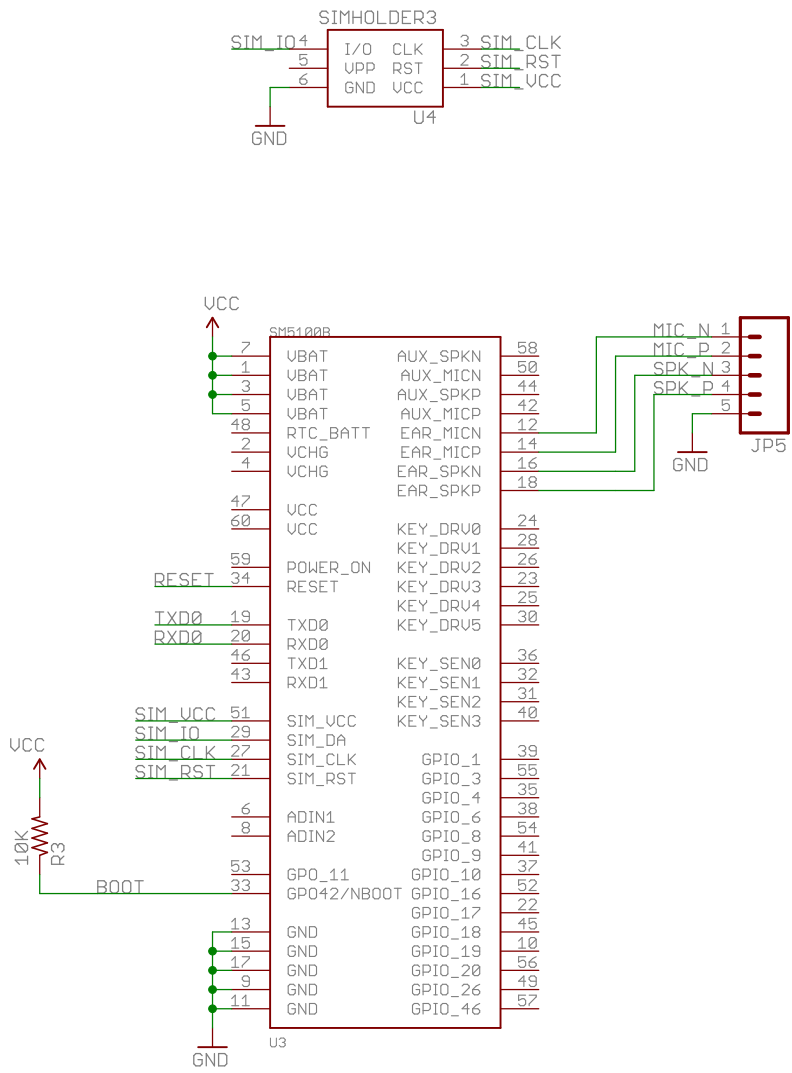 SIMHOLDER3
SIM_IO 4 I/O CLK 3 SIM_CLK
5 VPP RST 2 SIM_RST
6 GND VCC 1 SIM_VCC
U4
GND
VCC
SM5100B
MIC_N 1
MIC_P 2
SPK_N 3
SPK_P 4
5
JP5
GND
7 VBAT AUX_SPKN 58
1 VBAT AUX_MICN 50
3 VBAT AUX_SPKP 44
5 VBAT AUX_MICP 42
48 RTC_BATT EAR_MICN 12
2 VCHG EAR_MICP 14
4 VCHG EAR_SPKN 16
EAR_SPKP 18
47 VCC
60 VCC KEY_DRV0 24
KEY_DRV1 28
59 POWER_ON KEY_DRV2 26
RESET 34 RESET KEY_DRV3 23
KEY_DRV4 25
TXD0 19 TXD0 KEY_DRV5 30
RXD0 20 RXD0
46 TXD1 KEY_SEN0 36
43 RXD1 KEY_SEN1 32
KEY_SEN2 31
SIM_VCC 51 SIM_VCC KEY_SEN3 40
SIM_IO 29 SIM_DA
SIM_CLK 27 SIM_CLK GPIO_1 39
SIM_RST 21 SIM_RST GPIO_3 55
GPIO_4 35
6 ADIN1 GPIO_6 38
8 ADIN2 GPIO_8 54
GPIO_9 41
53 GPO_11 GPIO_10 37
BOOT 33 GPO42/NBOOT GPIO_16 52
GPIO_17 22
13 GND GPIO_18 45
15 GND GPIO_19 10
17 GND GPIO_20 56
9 GND GPIO_26 49
11 GND GPIO_46 57
VCC
10K
R3
GND
U3